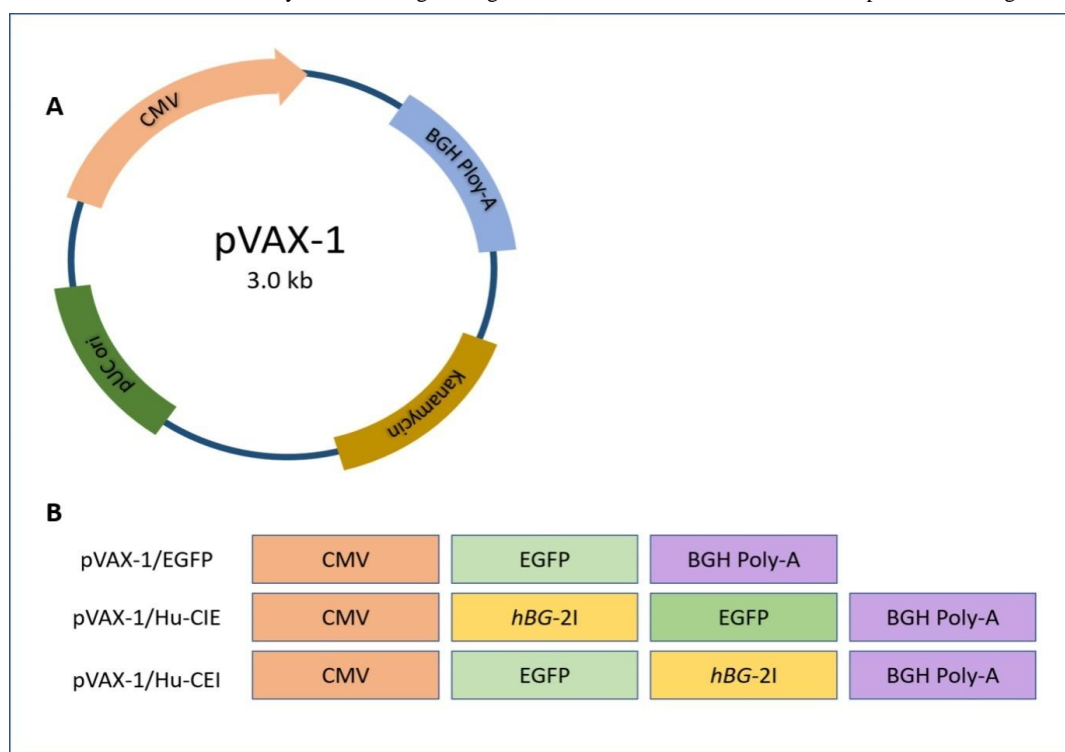 A
CMV
BGH Ploy-A
pVAX-1
3.0 kb
pUC ori
Kanamycin
B
pVAX-1/EGFP CMV EGFP BGH Poly-A
pVAX-1/Hu-CIE CMV hBG-2I EGFP BGH Poly-A
pVAX-1/Hu-CEI CMV EGFP hBG-2I BGH Poly-A